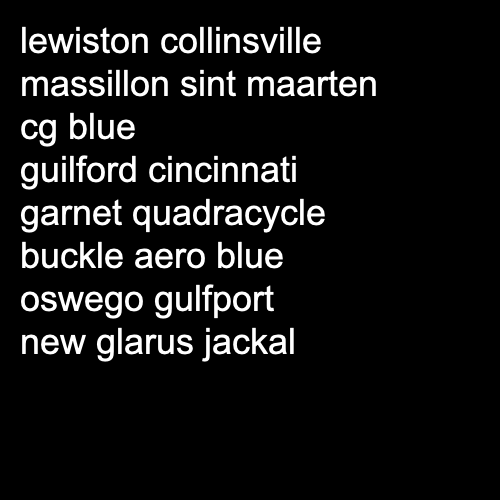 lewiston collinsville
massillon sint maarten
cg blue
guilford cincinnati
garnet quadracycle
buckle aero blue
oswego gulfport
new glarus jackal